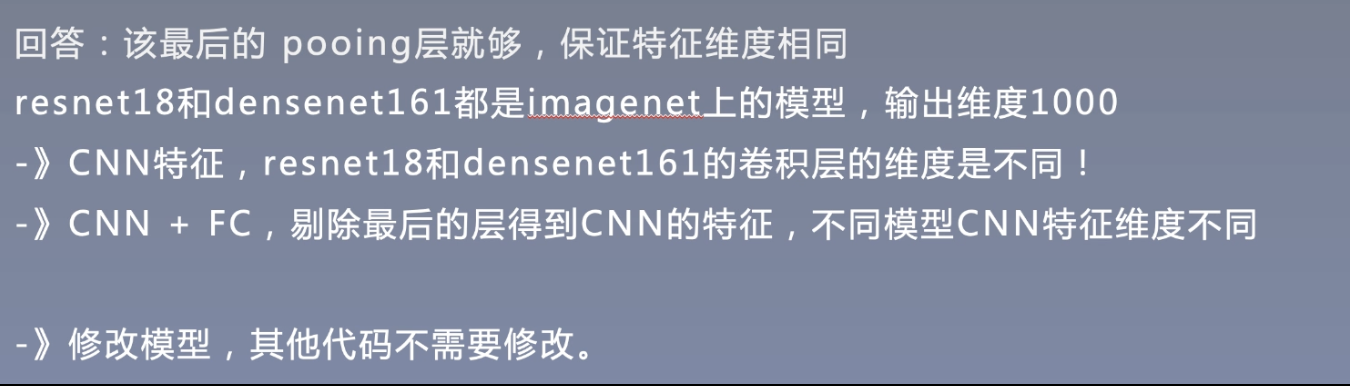 回答：该最后的 pooing层就够，保证特征维度相同
resnet18和densenet161都是imagenet上的模型，输出维度1000
-》CNN特征，resnet18和densenet161的卷积层的维度是不同！
-》CNN + FC，剔除最后的层得到CNN的特征，不同模型CNN特征维度不同
-》修改模型，其他代码不需要修改。